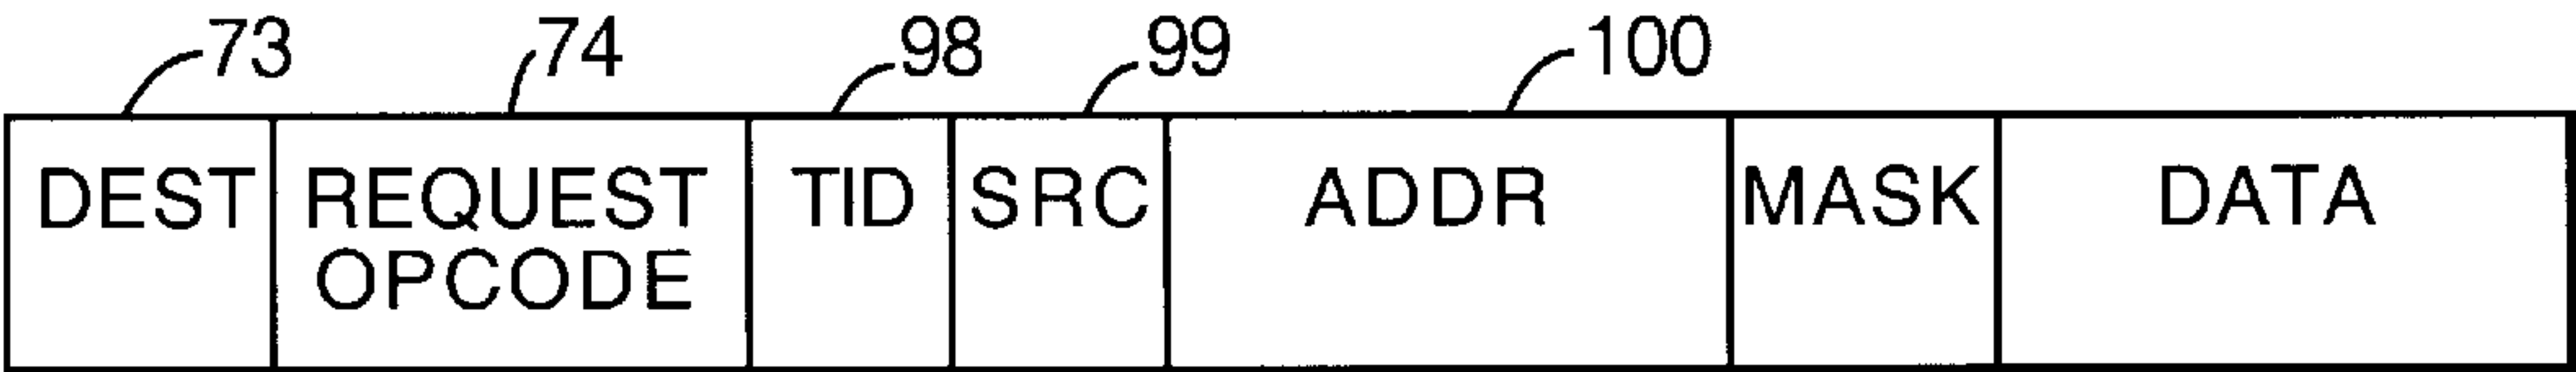 73 74 98 99 100
DEST REQUEST TID SRC ADDR MASK DATA
OPCODE